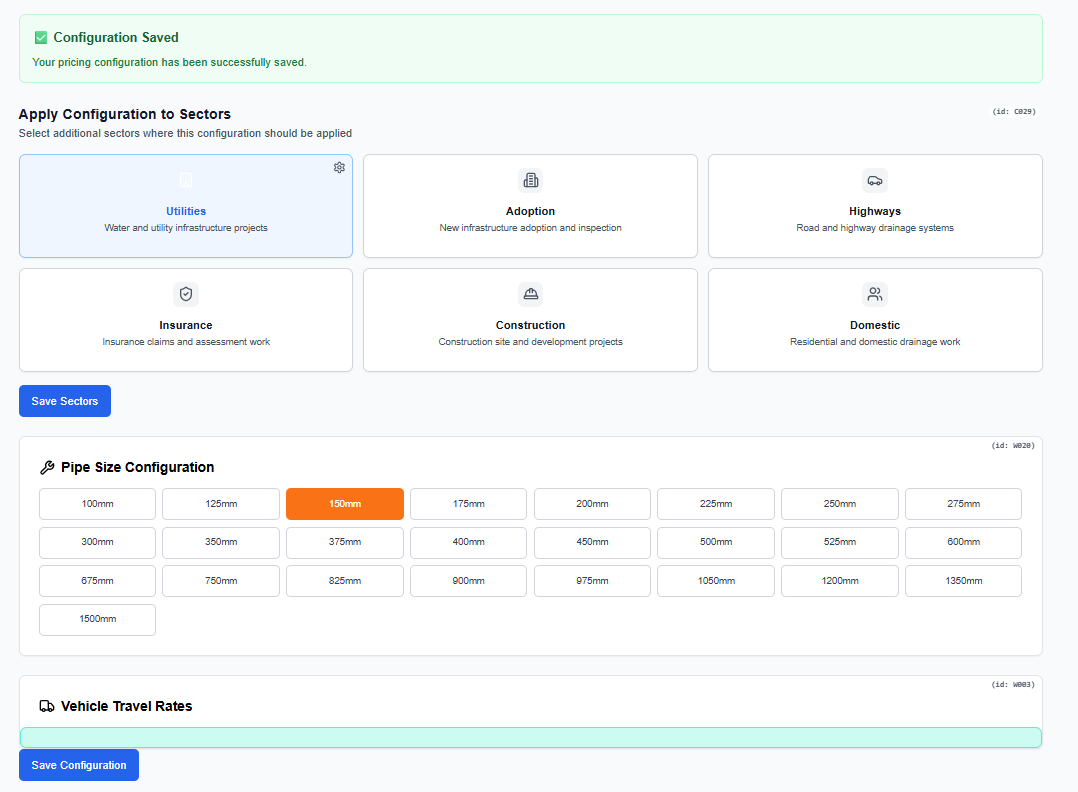 Configuration Saved
Your pricing configuration has been successfully saved.
Apply Configuration to Sectors
(id: C029)
Select additional sectors where this configuration should be applied
Utilities
Water and utility infrastructure projects
Adoption
New infrastructure adoption and inspection
Highways
Road and highway drainage systems
Insurance
Insurance claims and assessment work
Construction
Construction site and development projects
Domestic
Residential and domestic drainage work
Save Sectors
(id: W020)
Pipe Size Configuration
100mm 125mm 150mm 175mm 200mm 225mm 250mm 275mm
300mm 350mm 375mm 400mm 450mm 500mm 525mm 600mm
675mm 750mm 825mm 900mm 975mm 1050mm 1200mm 1350mm
1500mm
(id: W003)
Vehicle Travel Rates
Save Configuration